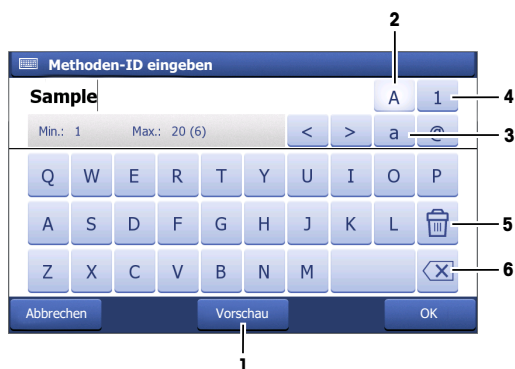 2
Methoden-ID eingeben
Sample A 1 4
Min.: 1 Max.: 20 (6) < > a @ 3
Q W E R T Y U I O P
A S D F G H J K L 5
Z X C V B N M 6
Abbrechen Vorschau OK
1